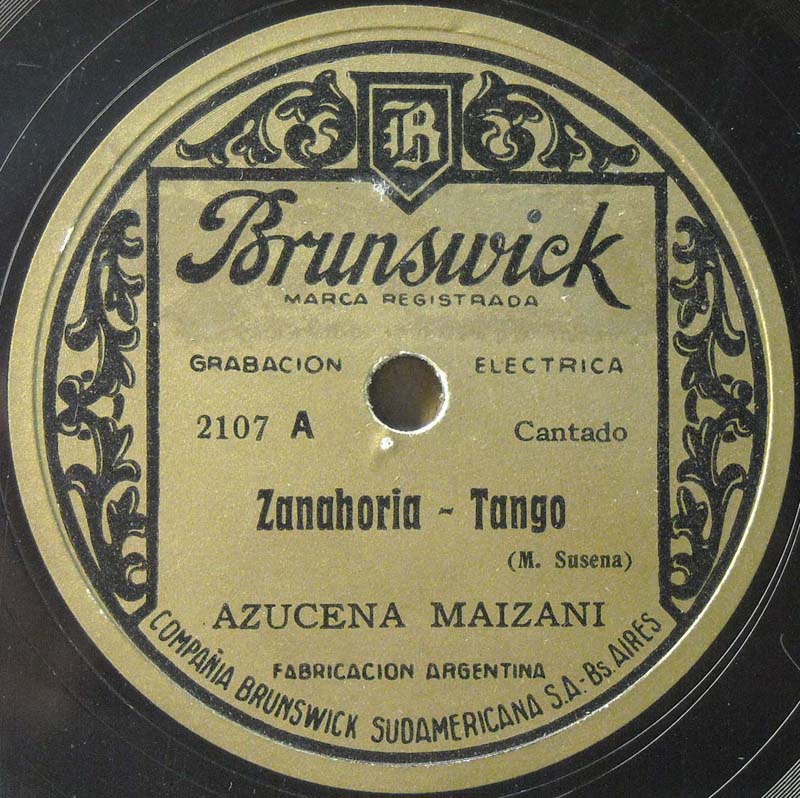 B
Brunswick
MARCA REGISTRADA
GRABACION ELECTRICA
2107 A Cantado
Zanahoria - Tango
(M. Susena)
AZUCENA MAIZANI
FABRICACION ARGENTINA
COMPAÑIA BRUNSWICK SUDAMERICANA S.A.-Bs.AIRES